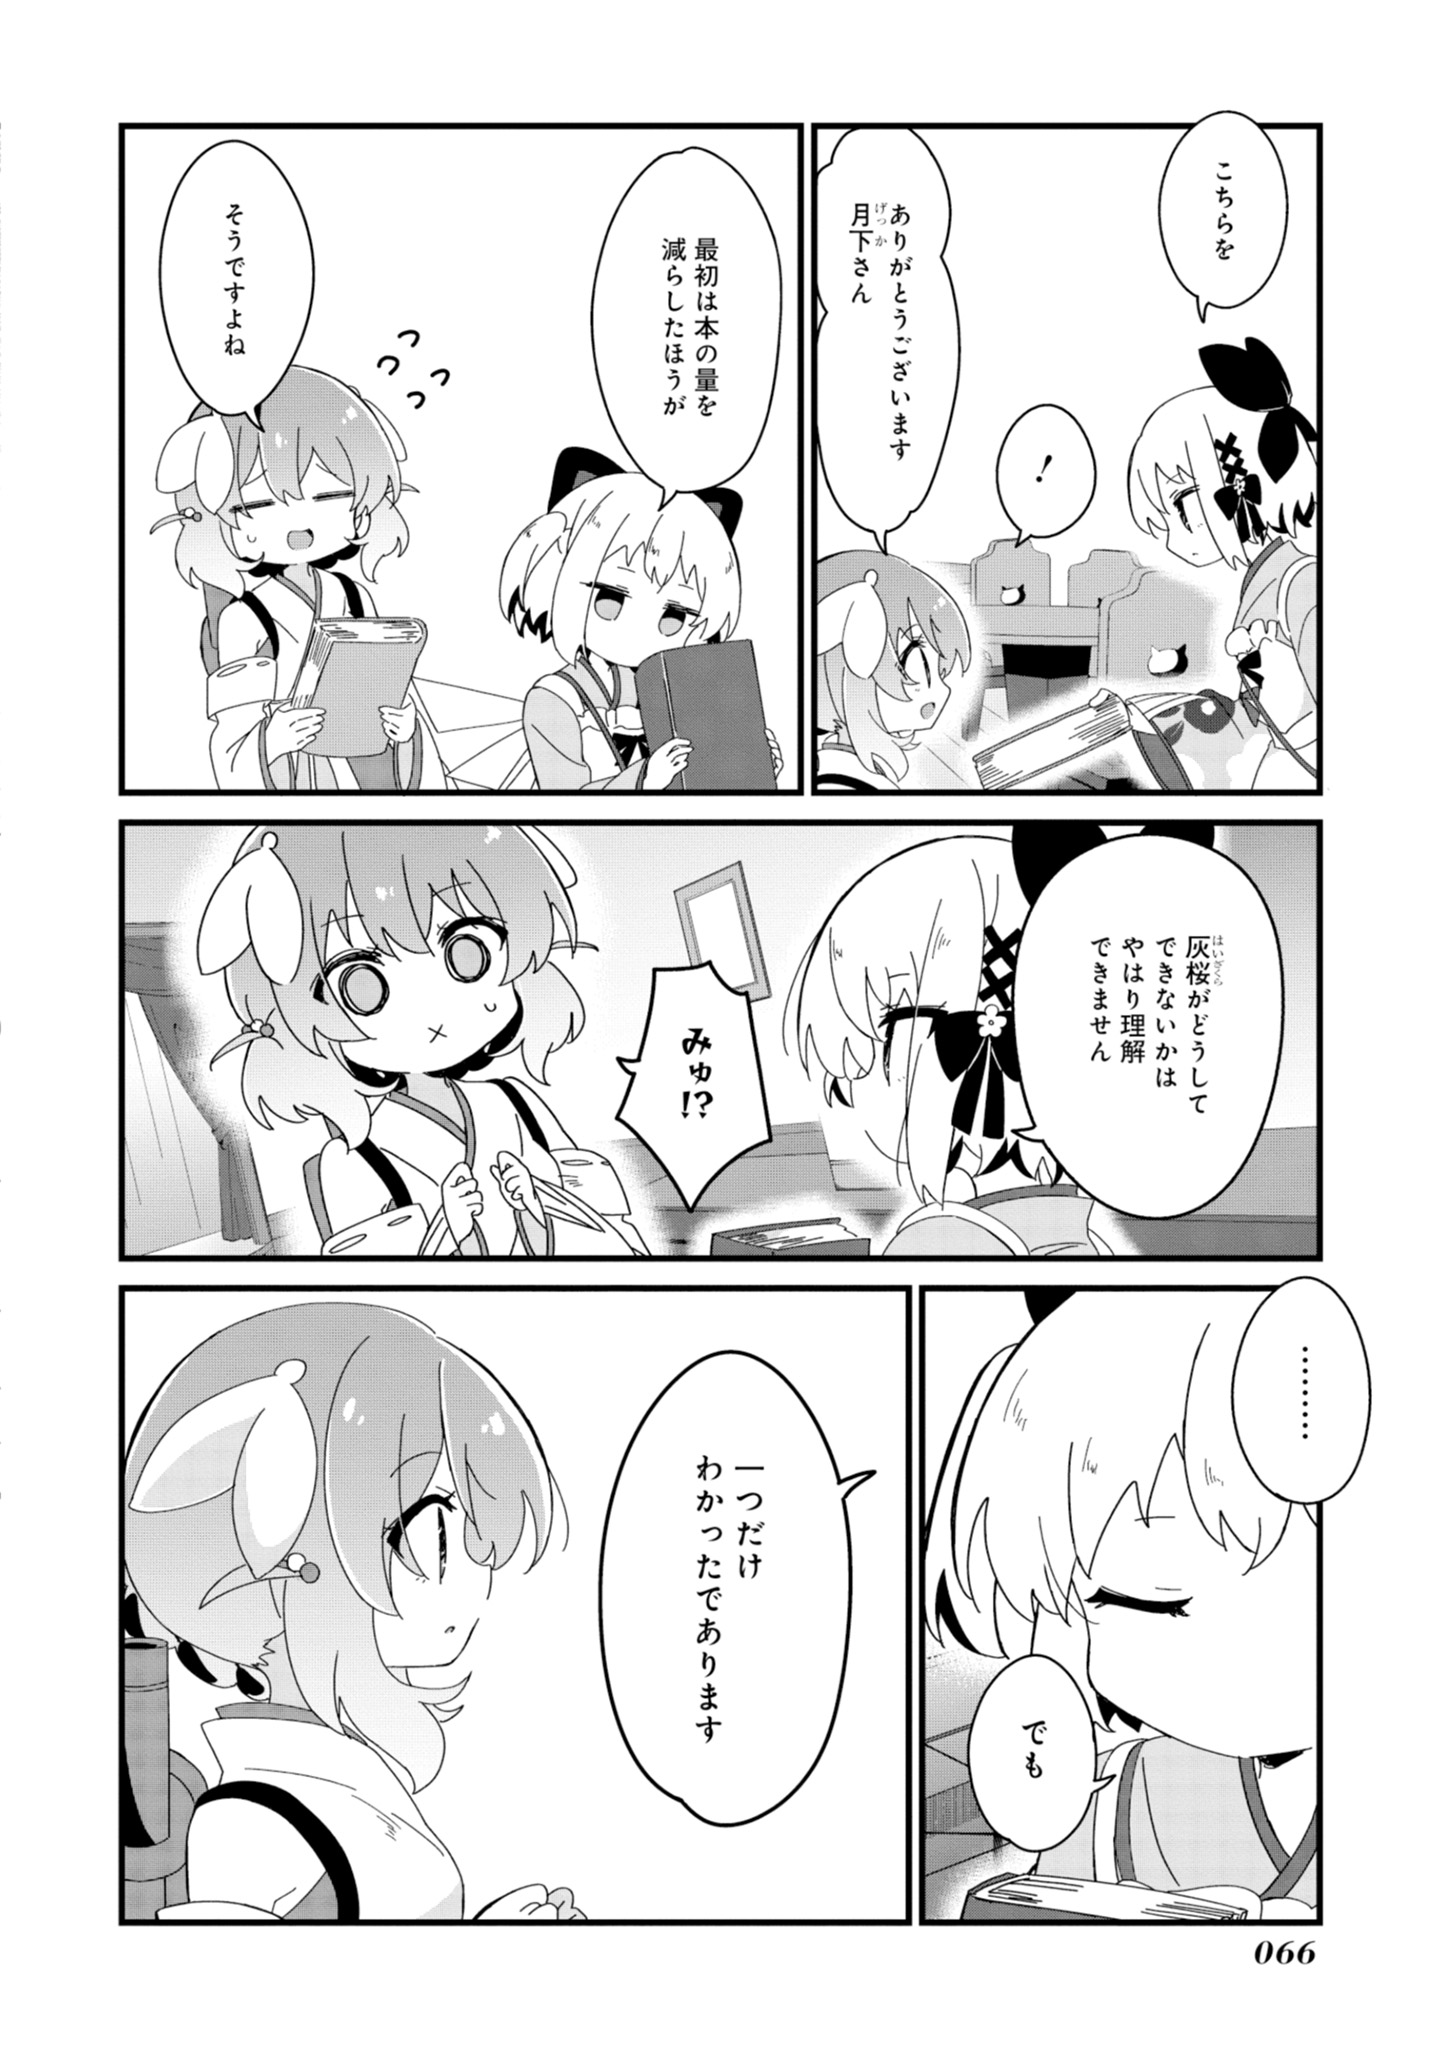 こちらを
！
ありがとうございます
月下さん
げっか
最初は本の量を
減らしたほうが
そうですよね
灰桜がどうして
はいざくら
できないかは
やはり理解
できません
みゅ!?
………
でも
一つだけ
わかったであります
066